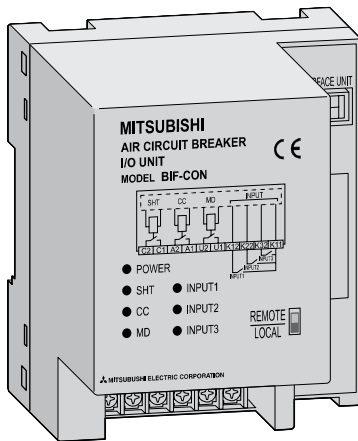 RFACE UNIT
MITSUBISHI
AIR CIRCUIT BREAKER
I/O UNIT
MODEL BIF-CON
CE
SHT CC MD INPUT
C2 C1 A2 A1 U2 U1 K12 K22 K32 K11
INPUT3
INPUT2
INPUT1
POWER
SHT INPUT1
CC INPUT2
MD INPUT3
REMOTE
LOCAL
MITSUBUSHI ELECTRIC CORPORATION